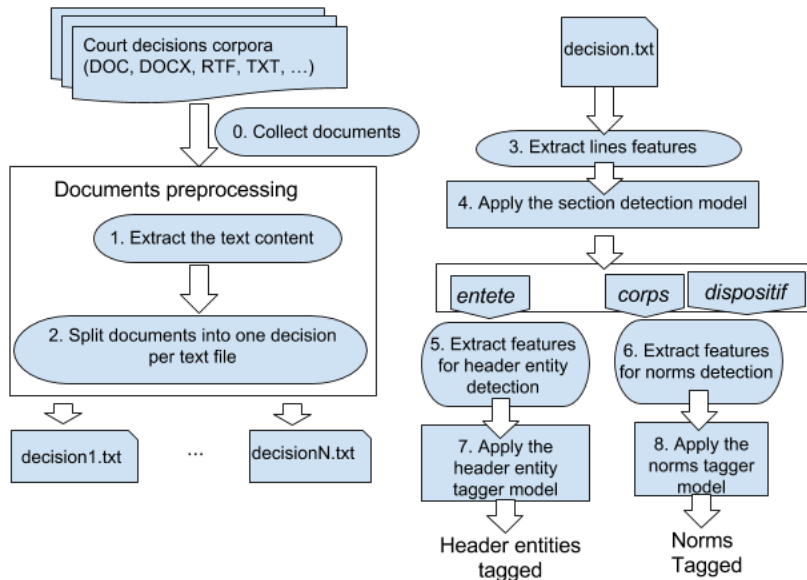 Court decisions corpora
(DOC, DOCX, RTF, TXT, …)
0. Collect documents
Documents preprocessing
1. Extract the text content
2. Split documents into one decision
per text file
decision1.txt
...
decisionN.txt
decision.txt
3. Extract lines features
4. Apply the section detection model
entete
corps
dispositif
5. Extract features
for header entity
detection
6. Extract features
for norms detection
7. Apply the
header entity
tagger model
8. Apply the
norms tagger
model
Header entities
tagged
Norms
Tagged